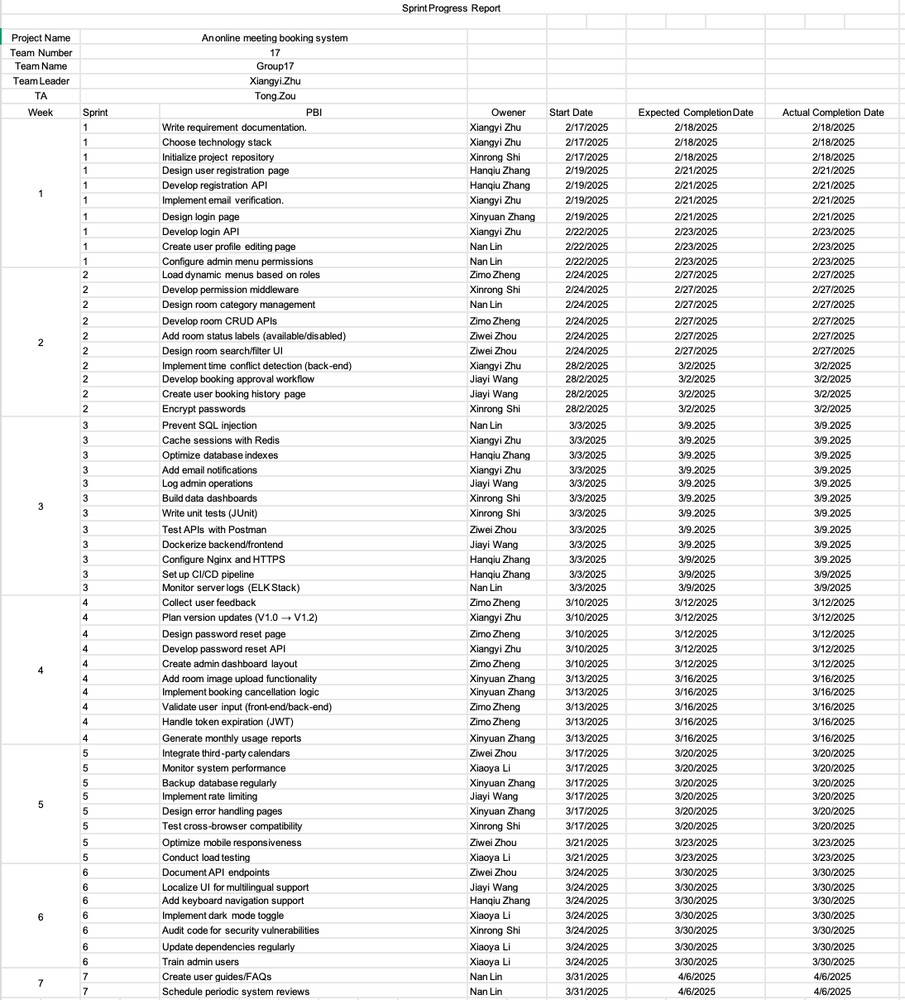 Sprint Progress Report
Project Name An online meeting booking system
Team Number 17
Team Name Group17
Team Leader Xiangyi.Zhu
TA Tong.Zou
Week Sprint PBI Owener Start Date Expected Completion Date Actual Completion Date
1 Write requirement documentation. Xiangyi Zhu 2/17/2025 2/18/2025 2/18/2025
1 Choose technology stack Xiangyi Zhu 2/17/2025 2/18/2025 2/18/2025
1 Initialize project repository Xinrong Shi 2/17/2025 2/18/2025 2/18/2025
1 Design user registration page Hanqiu Zhang 2/19/2025 2/21/2025 2/21/2025
1 Develop registration API Hanqiu Zhang 2/19/2025 2/21/2025 2/21/2025
1
1 Implement email verification. Xiangyi Zhu 2/19/2025 2/21/2025 2/21/2025
1 Design login page Xinyuan Zhang 2/19/2025 2/21/2025 2/21/2025
1 Develop login API Xiangyi Zhu 2/22/2025 2/23/2025 2/23/2025
1 Create user profile editing page Nan Lin 2/22/2025 2/23/2025 2/23/2025
1 Configure admin menu permissions Nan Lin 2/22/2025 2/23/2025 2/23/2025
2 Load dynamic menus based on roles Zimo Zheng 2/24/2025 2/27/2025 2/27/2025
2 Develop permission middleware Xinrong Shi 2/24/2025 2/27/2025 2/27/2025
2 Design room category management Nan Lin 2/24/2025 2/27/2025 2/27/2025
2 Develop room CRUD APIs Zimo Zheng 2/24/2025 2/27/2025 2/27/2025
2 Add room status labels (available/disabled) Ziwei Zhou 2/24/2025 2/27/2025 2/27/2025
2
2 Design room search/filter UI Ziwei Zhou 2/24/2025 2/27/2025 2/27/2025
2 Implement time conflict detection (back-end) Xiangyi Zhu 28/2/2025 3/2/2025 3/2/2025
2 Develop booking approval workflow Jiayi Wang 28/2/2025 3/2/2025 3/2/2025
2 Create user booking history page Jiayi Wang 28/2/2025 3/2/2025 3/2/2025
2 Encrypt passwords Xinrong Shi 28/2/2025 3/2/2025 3/2/2025
3 Prevent SQL injection Nan Lin 3/3/2025 3/9.2025 3/9.2025
3 Cache sessions with Redis Xiangyi Zhu 3/3/2025 3/9.2025 3/9.2025
3 Optimize database indexes Hanqiu Zhang 3/3/2025 3/9.2025 3/9.2025
3 Add email notifications Xiangyi Zhu 3/3/2025 3/9.2025 3/9.2025
3 Log admin operations Jiayi Wang 3/3/2025 3/9.2025 3/9.2025
3 Build data dashboards Xinrong Shi 3/3/2025 3/9.2025 3/9.2025
3
3 Write unit tests (JUnit) Xinrong Shi 3/3/2025 3/9.2025 3/9.2025
3 Test APIs with Postman Ziwei Zhou 3/3/2025 3/9.2025 3/9.2025
3 Dockerize backend/frontend Jiayi Wang 3/3/2025 3/9.2025 3/9.2025
3 Configure Nginx and HTTPS Hanqiu Zhang 3/3/2025 3/9/2025 3/9/2025
3 Set up CI/CD pipeline Hanqiu Zhang 3/3/2025 3/9/2025 3/9/2025
3 Monitor server logs (ELK Stack) Nan Lin 3/3/2025 3/9/2025 3/9/2025
4 Collect user feedback Zimo Zheng 3/10/2025 3/12/2025 3/12/2025
4 Plan version updates (V1.0 → V1.2) Xiangyi Zhu 3/10/2025 3/12/2025 3/12/2025
4 Design password reset page Zimo Zheng 3/10/2025 3/12/2025 3/12/2025
4 Develop password reset API Xiangyi Zhu 3/10/2025 3/12/2025 3/12/2025
4 Create admin dashboard layout Zimo Zheng 3/10/2025 3/12/2025 3/12/2025
4
4 Add room image upload functionality Xinyuan Zhang 3/13/2025 3/16/2025 3/16/2025
4 Implement booking cancellation logic Xinyuan Zhang 3/13/2025 3/16/2025 3/16/2025
4 Validate user input (front-end/back-end) Zimo Zheng 3/13/2025 3/16/2025 3/16/2025
4 Handle token expiration (JWT) Zimo Zheng 3/13/2025 3/16/2025 3/16/2025
4 Generate monthly usage reports Xinyuan Zhang 3/13/2025 3/16/2025 3/16/2025
5 Integrate third-party calendars Ziwei Zhou 3/17/2025 3/20/2025 3/20/2025
5 Monitor system performance Xiaoya Li 3/17/2025 3/20/2025 3/20/2025
5 Backup database regularly Xinyuan Zhang 3/17/2025 3/20/2025 3/20/2025
5 Implement rate limiting Jiayi Wang 3/17/2025 3/20/2025 3/20/2025
5
5 Design error handling pages Xinyuan Zhang 3/17/2025 3/20/2025 3/20/2025
5 Test cross-browser compatibility Xinrong Shi 3/17/2025 3/20/2025 3/20/2025
5 Optimize mobile responsiveness Ziwei Zhou 3/21/2025 3/23/2025 3/23/2025
5 Conduct load testing Xiaoya Li 3/21/2025 3/23/2025 3/23/2025
6 Document API endpoints Ziwei Zhou 3/24/2025 3/30/2025 3/30/2025
6 Localize UI for multilingual support Jiayi Wang 3/24/2025 3/30/2025 3/30/2025
6 Add keyboard navigation support Hanqiu Zhang 3/24/2025 3/30/2025 3/30/2025
6
6 Implement dark mode toggle Xiaoya Li 3/24/2025 3/30/2025 3/30/2025
6 Audit code for security vulnerabilities Xinrong Shi 3/24/2025 3/30/2025 3/30/2025
6 Update dependencies regularly Xiaoya Li 3/24/2025 3/30/2025 3/30/2025
6 Train admin users Xiaoya Li 3/24/2025 3/30/2025 3/30/2025
7
7 Create user guides/FAQs Nan Lin 3/31/2025 4/6/2025 4/6/2025
7 Schedule periodic system reviews Nan Lin 3/31/2025 4/6/2025 4/6/2025